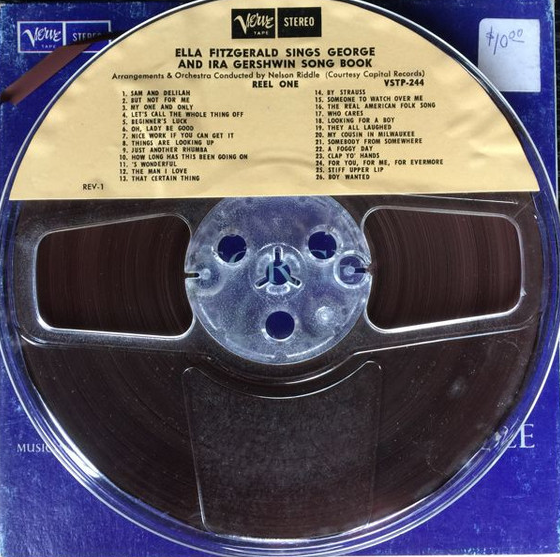 Verve
TAPE
STEREO
Verve
TAPE
STEREO
$10.00
ELLA FITZGERALD SINGS GEORGE
AND IRA GERSHWIN SONG BOOK
Arrangements & Orchestra Conducted by Nelson Riddle (Courtesy Capital Records)
REEL ONE
VSTP-244
1. SAM AND DELILAH
2. BUT NOT FOR ME
3. MY ONE AND ONLY
4. LET'S CALL THE WHOLE THING OFF
5. BEGINNER'S LUCK
6. OH, LADY BE GOOD
7. NICE WORK IF YOU CAN GET IT
8. THINGS ARE LOOKING UP
9. JUST ANOTHER RHUMBA
10. HOW LONG HAS THIS BEEN GOING ON
11. 'S WONDERFUL
12. THE MAN I LOVE
13. THAT CERTAIN THING
14. BY STRAUSS
15. SOMEONE TO WATCH OVER ME
16. THE REAL AMERICAN FOLK SONG
17. WHO CARES
18. LOOKING FOR A BOY
19. THEY ALL LAUGHED
20. MY COUSIN IN MILWAUKEE
21. SOMEBODY FROM SOMEWHERE
22. A FOGGY DAY
23. CLAP YO' HANDS
24. FOR YOU, FOR ME, FOR EVERMORE
25. STIFF UPPER LIP
26. BOY WANTED
REV-1